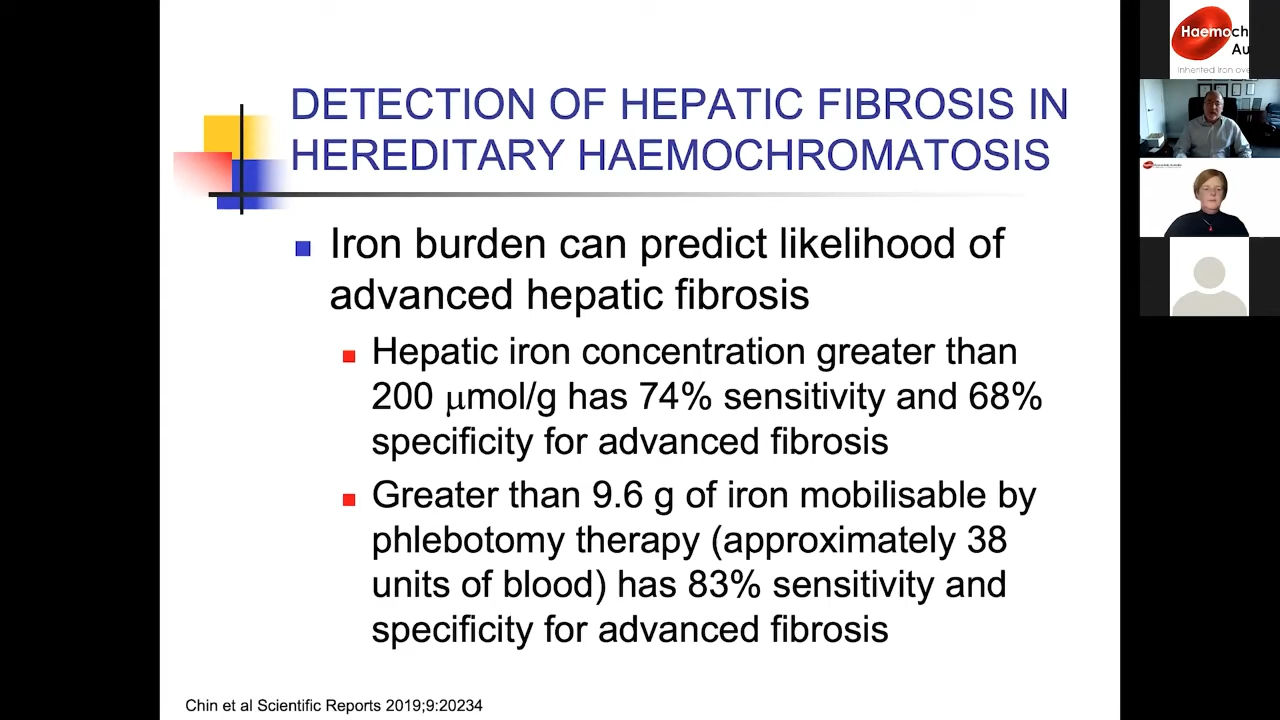 DETECTION OF HEPATIC FIBROSIS IN
HEREDITARY HAEMOCHROMATOSIS
Iron burden can predict likelihood of
advanced hepatic fibrosis
Hepatic iron concentration greater than
200 μmol/g has 74% sensitivity and 68%
specificity for advanced fibrosis
Greater than 9.6 g of iron mobilisable by
phlebotomy therapy (approximately 38
units of blood) has 83% sensitivity and
specificity for advanced fibrosis
Chin et al Scientific Reports 2019;9:20234
Haemoch
Au
Inherited Iron ove